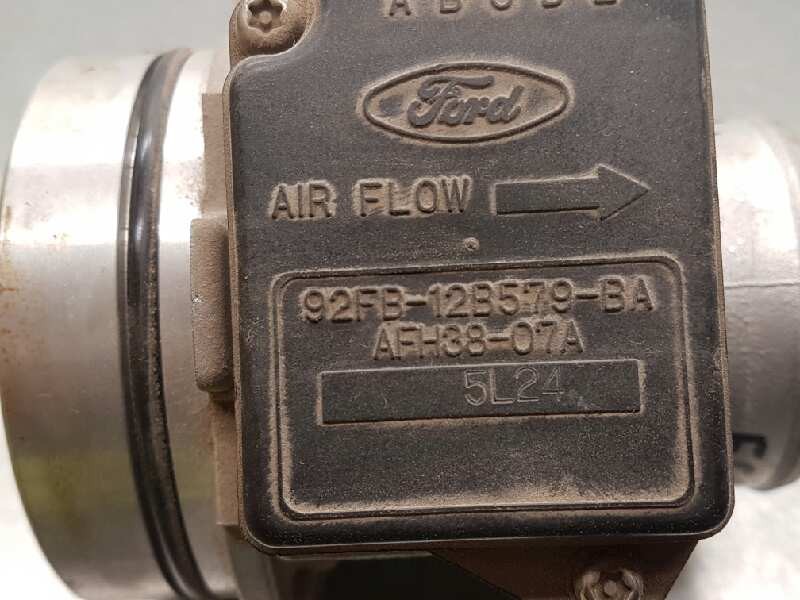 A B C D E
Ford
AIR FLOW
92FB-12B579-BA
AFH38-07A
5L24